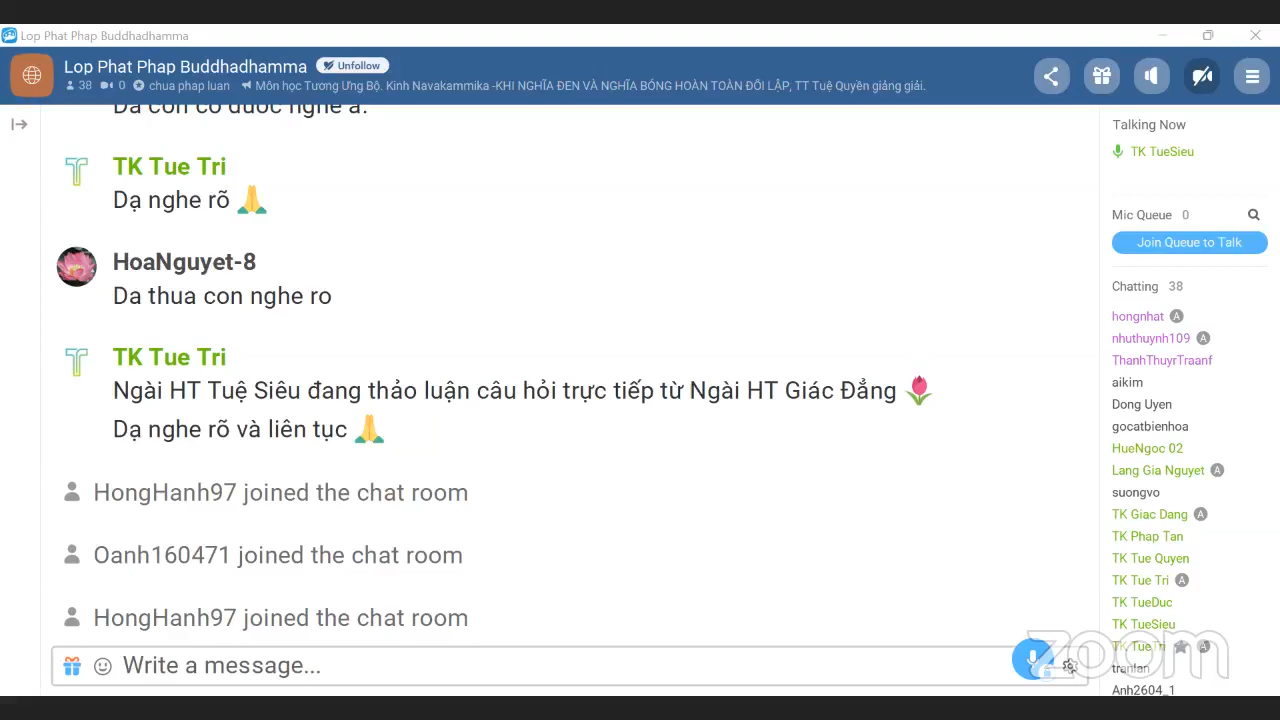 Lop Phat Phap Buddhadhamma
Lop Phat Phap Buddhadhamma Unfollow
38 0 chua phap luan Môn học Tương Ưng Bộ. Kinh Navakammika -KHI NGHĨA ĐEN VÀ NGHĨA BÓNG HOÀN TOÀN ĐỐI LẬP, TT Tuệ Quyền giảng giải.
Da con co duoc nghe a.
TK Tue Tri
Dạ nghe rõ 🙏
HoaNguyet-8
Da thua con nghe ro
TK Tue Tri
Ngài HT Tuệ Siêu đang thảo luận câu hỏi trực tiếp từ Ngài HT Giác Đẳng 🌷
Dạ nghe rõ và liên tục 🙏
HongHanh97 joined the chat room
Oanh160471 joined the chat room
HongHanh97 joined the chat room
Write a message...
Talking Now
TK TueSieu
Mic Queue 0
Join Queue to Talk
Chatting 38
hongnhat A
nhuthuynh109 A
ThanhThuyrTraanf
aikim
Dong Uyen
gocatbienhoa
HueNgoc 02
Lang Gia Nguyet A
suongvo
TK Giac Dang A
TK Phap Tan
TK Tue Quyen
TK Tue Tri A
TK TueDuc
TK TueSieu
TK TueTri A
tranlan
Anh2604_1
zoom